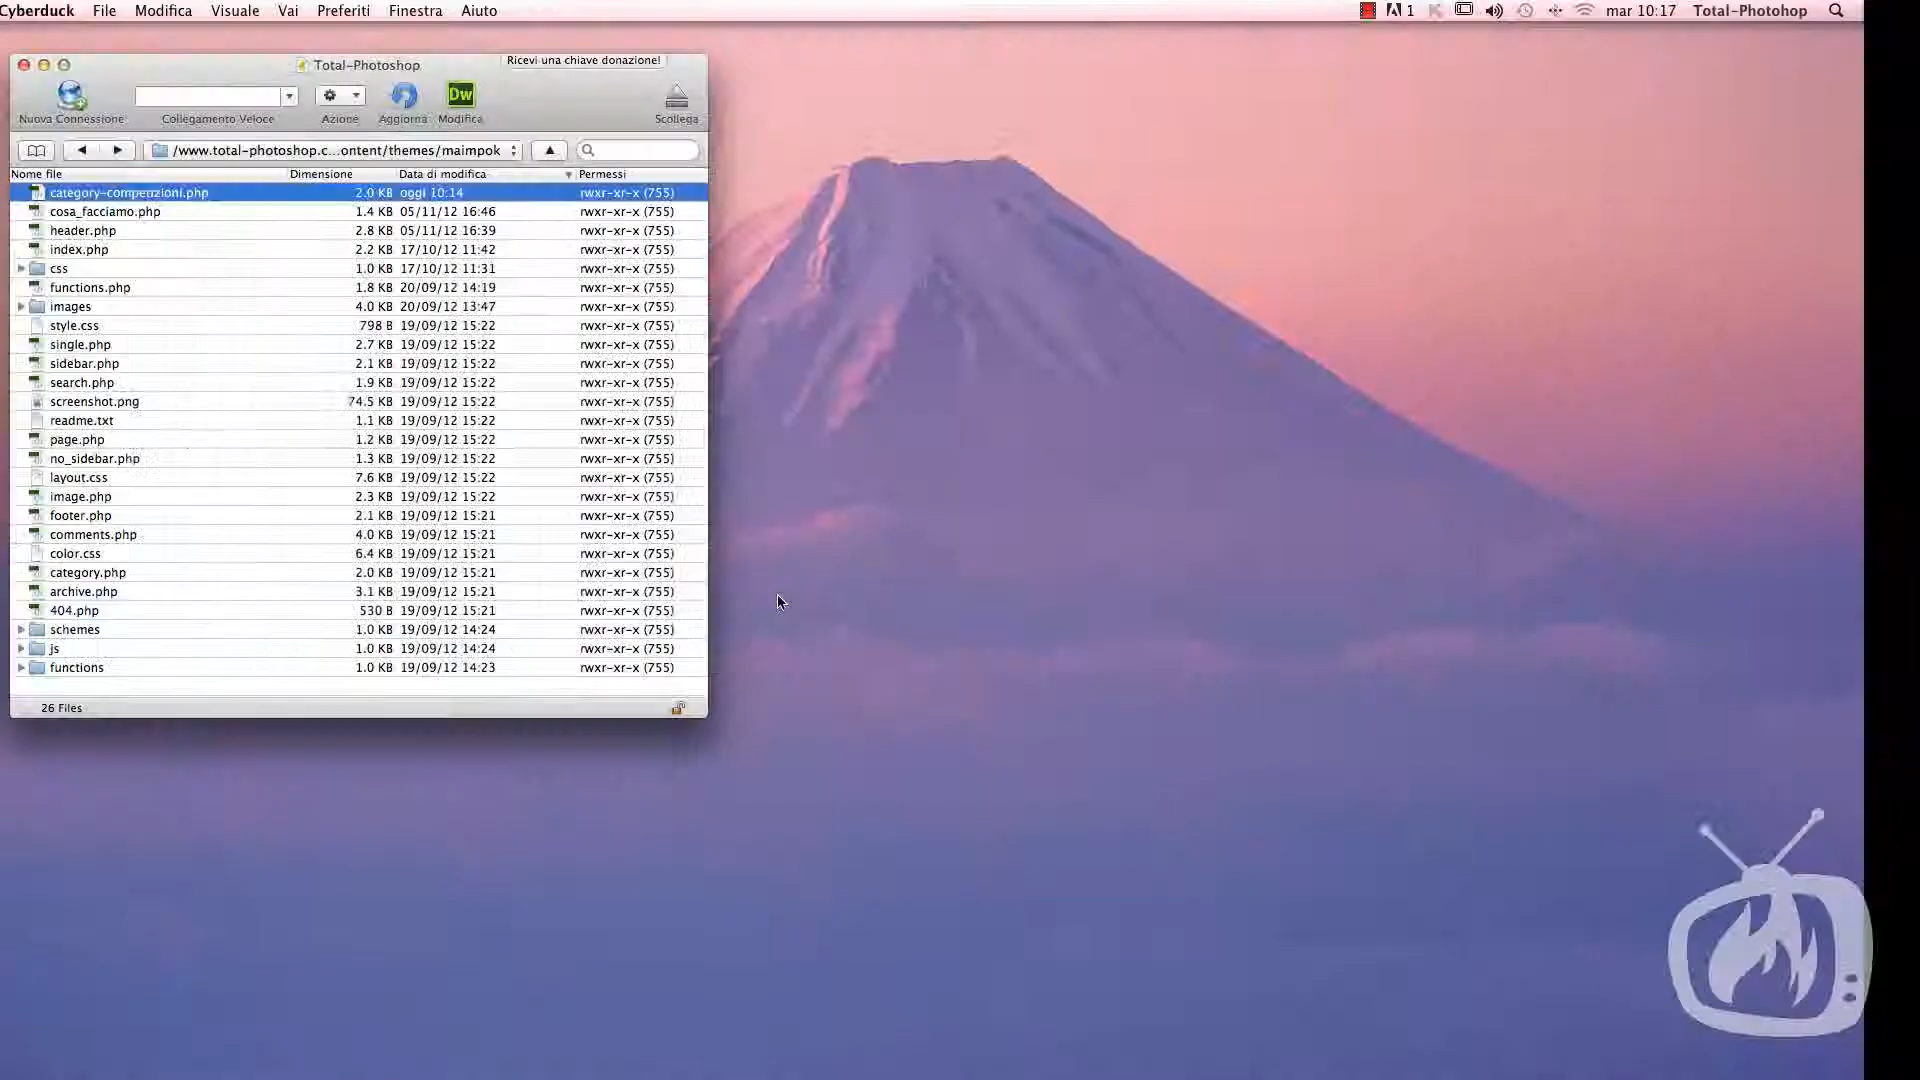 Cyberduck File Modifica Visuale Vai Preferiti Finestra Aiuto 1 mar 10:17 Total-Photohop
Total-Photoshop Ricevi una chiave donazione!
Dw
Nuova Connessione Collegamento Veloce Azione Aggiorna Modifica Scollega
/www.total-photoshop.c...ontent/themes/maimpok
Nome file Dimensione Data di modifica Permessi
2.0 KB oggi 10:14 rwxr-xr-x (755)
cosa_facciamo.php 1.4 KB 05/11/12 16:46 rwxr-xr-x (755)
header.php 2.8 KB 05/11/12 16:39 rwxr-xr-x (755)
index.php 2.2 KB 17/10/12 11:42 rwxr-xr-x (755)
css 1.0 KB 17/10/12 11:31 rwxr-xr-x (755)
functions.php 1.8 KB 20/09/12 14:19 rwxr-xr-x (755)
images 4.0 KB 20/09/12 13:47 rwxr-xr-x (755)
style.css 798 B 19/09/12 15:22 rwxr-xr-x (755)
single.php 2.7 KB 19/09/12 15:22 rwxr-xr-x (755)
sidebar.php 2.1 KB 19/09/12 15:22 rwxr-xr-x (755)
search.php 1.9 KB 19/09/12 15:22 rwxr-xr-x (755)
screenshot.png 74.5 KB 19/09/12 15:22 rwxr-xr-x (755)
readme.txt 1.1 KB 19/09/12 15:22 rwxr-xr-x (755)
page.php 1.2 KB 19/09/12 15:22 rwxr-xr-x (755)
no_sidebar.php 1.3 KB 19/09/12 15:22 rwxr-xr-x (755)
layout.css 7.6 KB 19/09/12 15:22 rwxr-xr-x (755)
image.php 2.3 KB 19/09/12 15:22 rwxr-xr-x (755)
footer.php 2.1 KB 19/09/12 15:21 rwxr-xr-x (755)
comments.php 4.0 KB 19/09/12 15:21 rwxr-xr-x (755)
color.css 6.4 KB 19/09/12 15:21 rwxr-xr-x (755)
category.php 2.0 KB 19/09/12 15:21 rwxr-xr-x (755)
archive.php 3.1 KB 19/09/12 15:21 rwxr-xr-x (755)
404.php 530 B 19/09/12 15:21 rwxr-xr-x (755)
schemes 1.0 KB 19/09/12 14:24 rwxr-xr-x (755)
js 1.0 KB 19/09/12 14:24 rwxr-xr-x (755)
functions 1.0 KB 19/09/12 14:23 rwxr-xr-x (755)
26 Files